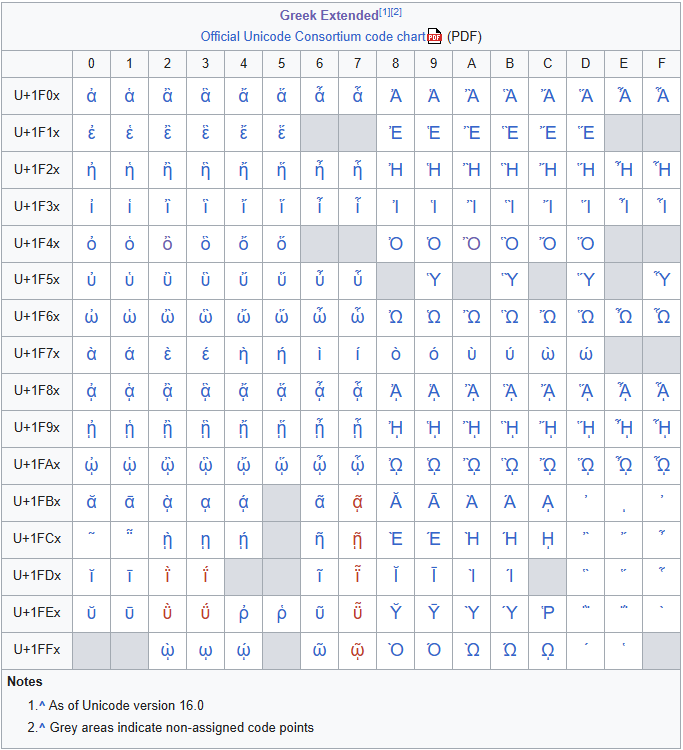 Greek Extended[1][2]
Official Unicode Consortium code chart PDF (PDF)
0 1 2 3 4 5 6 7 8 9 A B C D E F
U+1F0x ἀ ἁ ἂ ἃ ἄ ἅ ἆ ἇ Ἀ Ἁ Ἂ Ἃ Ἄ Ἅ Ἆ Ἇ
U+1F1x ἐ ἑ ἒ ἓ ἔ ἕ Ἐ Ἑ Ἒ Ἓ Ἔ Ἕ
U+1F2x ἠ ἡ ἢ ἣ ἤ ἥ ἦ ἧ Ἠ Ἡ Ἢ Ἣ Ἤ Ἥ Ἦ Ἧ
U+1F3x ἰ ἱ ἲ ἳ ἴ ἵ ἶ ἷ Ἰ Ἱ Ἲ Ἳ Ἴ Ἵ Ἶ Ἷ
U+1F4x ὀ ὁ ὂ ὃ ὄ ὅ Ὀ Ὁ Ὂ Ὃ Ὄ Ὅ
U+1F5x ὐ ὑ ὒ ὓ ὔ ὕ ὖ ὗ Ὑ Ὓ Ὕ Ὗ
U+1F6x ὠ ὡ ὢ ὣ ὤ ὥ ὦ ὧ Ὠ Ὡ Ὢ Ὣ Ὤ Ὥ Ὦ Ὧ
U+1F7x ὰ ά ὲ έ ὴ ή ὶ ί ὸ ό ὺ ύ ὼ ώ
U+1F8x ᾀ ᾁ ᾂ ᾃ ᾄ ᾅ ᾆ ᾇ ᾈ ᾉ ᾊ ᾋ ᾌ ᾍ ᾎ ᾏ
U+1F9x ᾐ ᾑ ᾒ ᾓ ᾔ ᾕ ᾖ ᾗ ᾘ ᾙ ᾚ ᾛ ᾜ ᾝ ᾞ ᾟ
U+1FAx ᾠ ᾡ ᾢ ᾣ ᾤ ᾥ ᾦ ᾧ ᾨ ᾩ ᾪ ᾫ ᾬ ᾭ ᾮ ᾯ
U+1FBx ᾰ ᾱ ᾲ ᾳ ᾴ ᾶ ᾷ Ᾰ Ᾱ Ὰ Ά ᾼ ᾽ ι ᾿
U+1FCx ῀ ῁ ῂ ῃ ῄ ῆ ῇ Ὲ Έ Ὴ Ή ῌ ῍ ῎ ῏
U+1FDx ῐ ῑ ῒ ΐ ῖ ῗ Ῐ Ῑ Ὶ Ί ῝ ῞ ῟
U+1FEx ῠ ῡ ῢ ΰ ῤ ῥ ῦ ῧ Ῠ Ῡ Ὺ Ύ Ῥ ῭ ΅ `
U+1FFx ῲ ῳ ῴ ῶ ῷ Ὸ Ό Ὼ Ώ ῼ ´ ῾
Notes
1.^ As of Unicode version 16.0
2.^ Grey areas indicate non-assigned code points